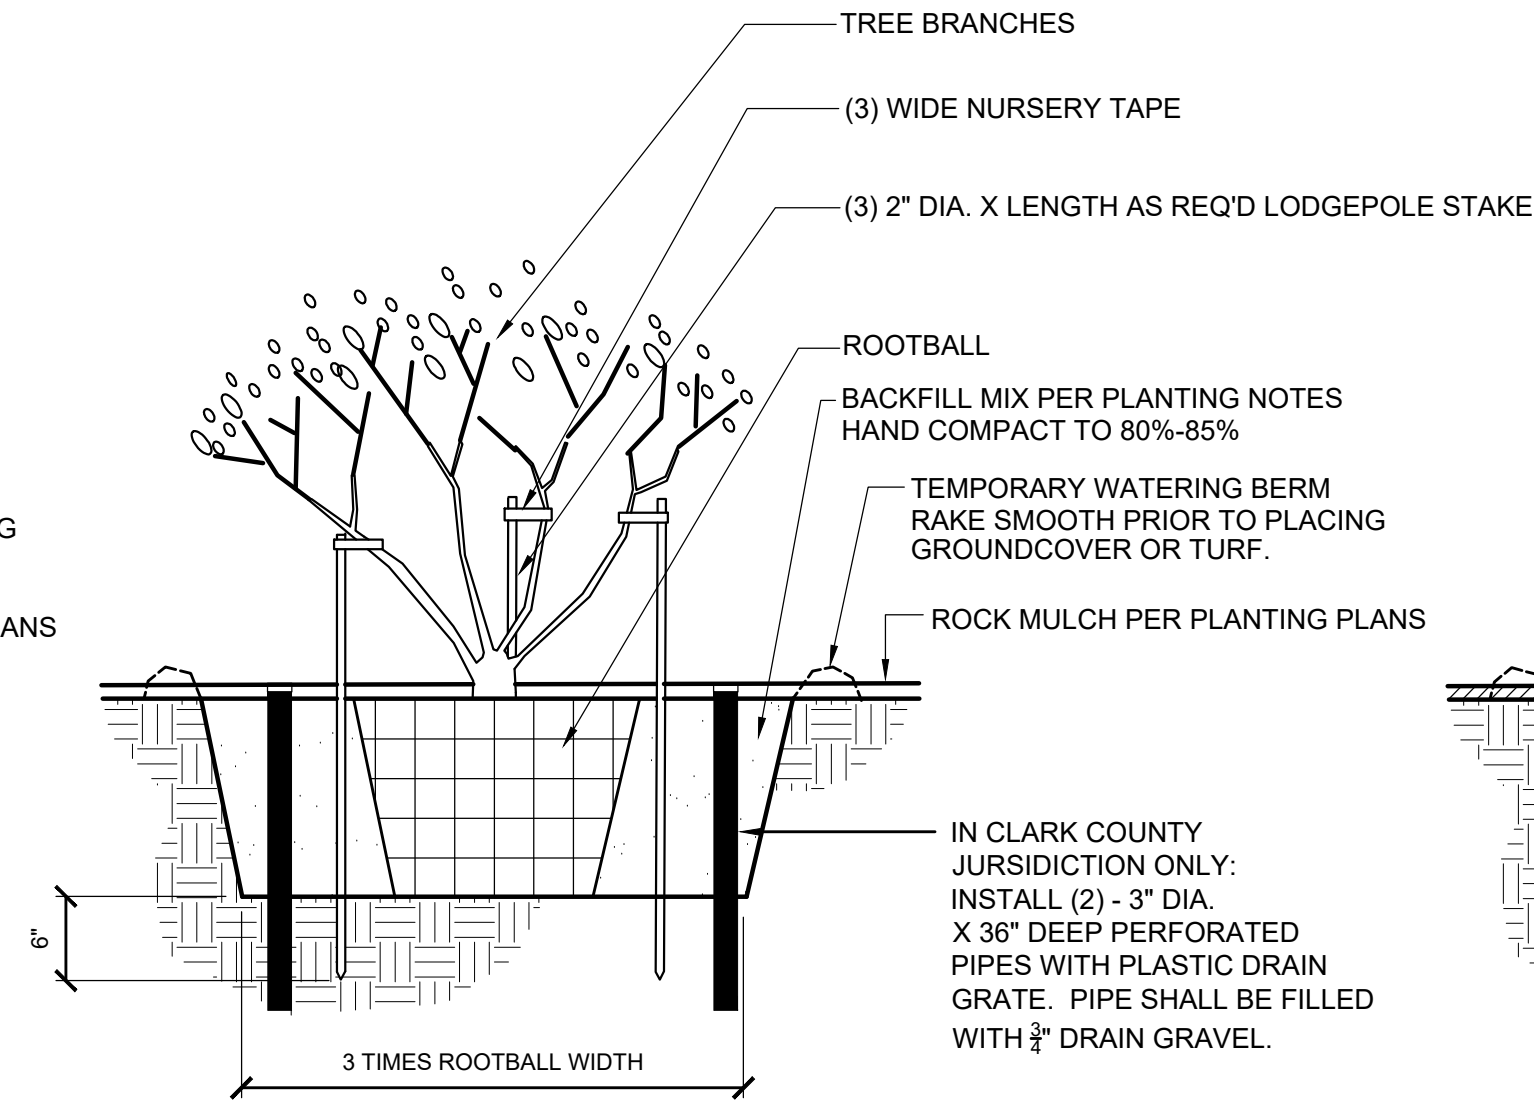 TREE BRANCHES
(3) WIDE NURSERY TAPE
(3) 2" DIA. X LENGTH AS REQ'D LODGEPOLE STAKE
ROOTBALL
BACKFILL MIX PER PLANTING NOTES
HAND COMPACT TO 80%-85%
TEMPORARY WATERING BERM
RAKE SMOOTH PRIOR TO PLACING
GROUNDCOVER OR TURF.
G
ANS
ROCK MULCH PER PLANTING PLANS
IN CLARK COUNTY
JURSIDICTION ONLY:
INSTALL (2) - 3" DIA.
X 36" DEEP PERFORATED
PIPES WITH PLASTIC DRAIN
GRATE. PIPE SHALL BE FILLED
WITH 3/4" DRAIN GRAVEL.
6"
3 TIMES ROOTBALL WIDTH